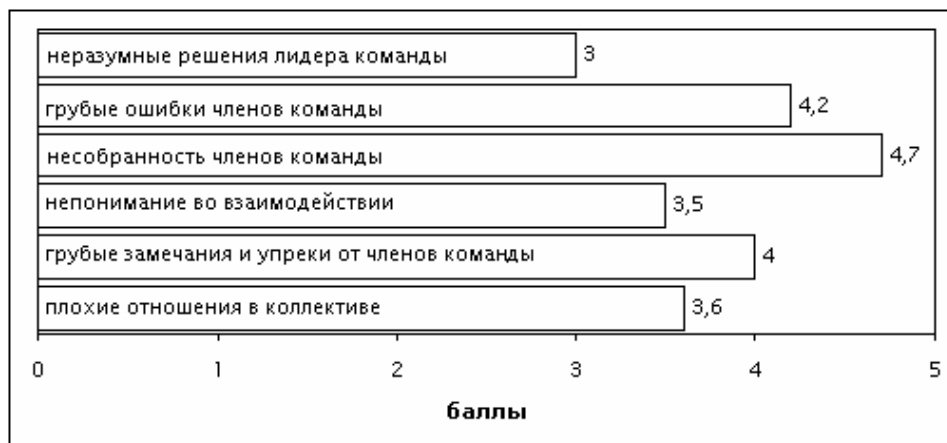 неразумные решения лидера команды 3
грубые ошибки членов команды 4,2
несобранность членов команды 4,7
непонимание во взаимодействии 3,5
грубые замечания и упреки от членов команды 4
плохие отношения в коллективе 3,6
0 1 2 3 4 5
баллы